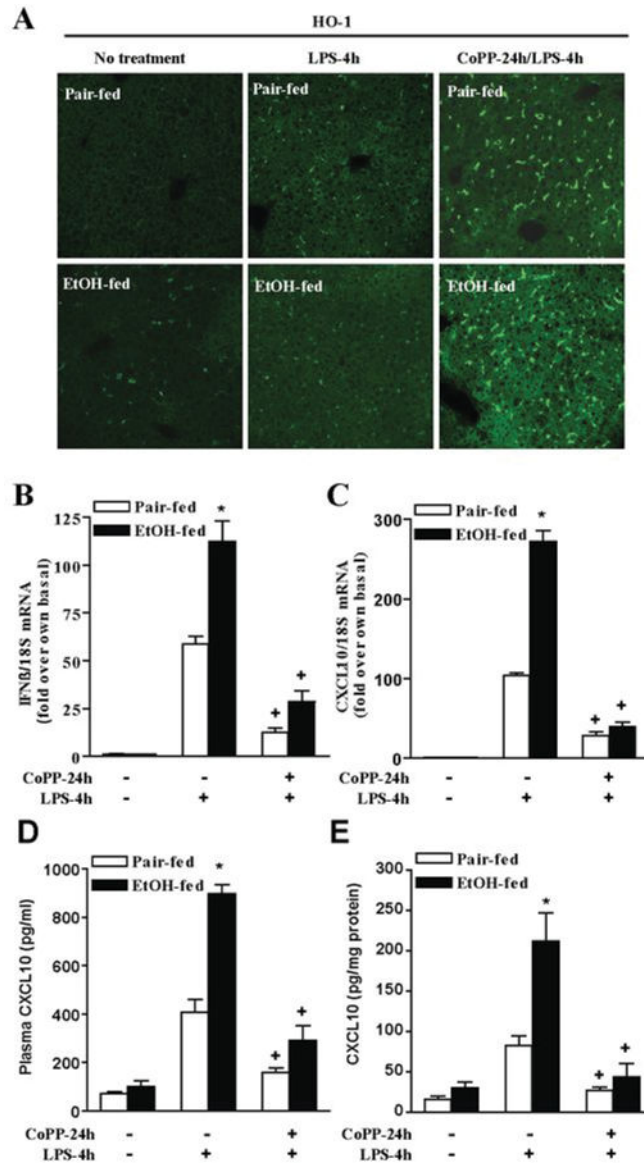 A
HO-1
No treatment LPS-4h CoPP-24h/LPS-4h
Pair-fed Pair-fed Pair-fed
EtOH-fed EtOH-fed EtOH-fed
B
Pair-fed
EtOH-fed
IFNß/18S mRNA
(fold over own basal)
125
100
75
50
25
0
*
+ +
CoPP-24h - - +
LPS-4h - + +
C
Pair-fed
EtOH-fed
CXCL10/18S mRNA
(fold over own basal)
300
200
100
0
*
+ +
CoPP-24h - - +
LPS-4h - + +
D
Pair-fed
EtOH-fed
Plasma CXCL10 (pg/ml)
1000
800
600
400
200
0
*
+ +
CoPP-24h - - +
LPS-4h - + +
E
Pair-fed
EtOH-fed
CXCL10 (pg/mg protein)
300
250
200
150
100
50
0
*
+ +
CoPP-24h - - +
LPS-4h - + +